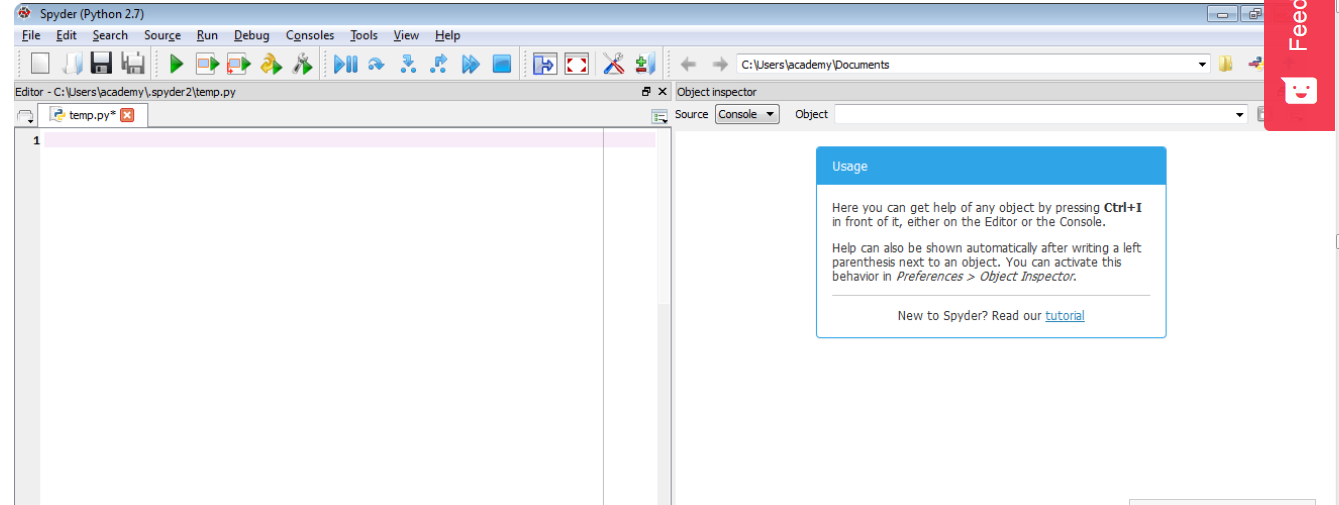 Spyder (Python 2.7)
File Edit Search Source Run Debug Consoles Tools View Help
C:\Users\academy\Documents
Editor - C:\Users\academy\.spyder2\temp.py
Object inspector
temp.py*
Source Console Object
1
Usage
Here you can get help of any object by pressing Ctrl+I
in front of it, either on the Editor or the Console.
Help can also be shown automatically after writing a left
parenthesis next to an object. You can activate this
behavior in Preferences > Object Inspector.
New to Spyder? Read our tutorial
Feed